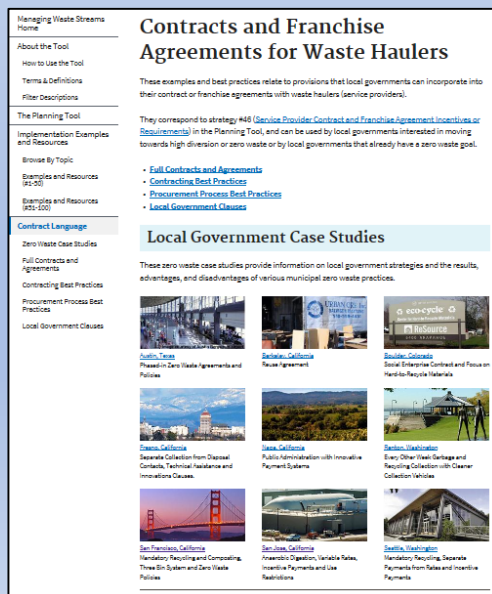 Managing Waste Streams
Home
About the Tool
How to Use the Tool
Terms & Definitions
Filter Descriptions
The Planning Tool
Implementation Examples
and Resources
Browse By Topic
Examples and Resources
(#1-50)
Examples and Resources
(#51-100)
Contract Language
Zero Waste Case Studies
Full Contracts and
Agreements
Contracting Best Practices
Procurement Process Best
Practices
Local Government Clauses
Contracts and Franchise
Agreements for Waste Haulers
These examples and best practices relate to provisions that local governments can incorporate into
their contract or franchise agreements with waste haulers (service providers).
They correspond to strategy #46 (Service Provider Contract and Franchise Agreement Incentives or
Requirements) in the Planning Tool, and can be used by local governments interested in moving
towards high diversion or zero waste or by local governments that already have a zero waste goal.
• Full Contracts and Agreements
• Contracting Best Practices
• Procurement Process Best Practices
• Local Government Clauses
Local Government Case Studies
These zero waste case studies provide information on local government strategies and the results,
advantages, and disadvantages of various municipal zero waste practices.
URBAN ORE
eco-cycle
ReSource
Austin, Texas
Phased-in Zero Waste Agreements and
Policies
Berkeley, California
Reuse Agreement
Boulder, Colorado
Social Enterprise Contract and Focus on
Hard-to-Recycle Materials
Fresno, California
Separate Collection from Disposal
Contacts, Technical Assistance and
Innovations Clauses.
Napa, California
Public Administration with Innovative
Payment Systems
Renton, Washington
Every Other Week Garbage and
Recycling Collection with Cleaner
Collection Vehicles
San Francisco, California
Mandatory Recycling and Composting,
Three Bin System and Zero Waste
Policies
San Jose, California
Anaerobic Digestion, Variable Rates,
Incentive Payments and Use
Restrictions
Seattle, Washington
Mandatory Recycling, Separate
Payments from Rates and Incentive
Payments